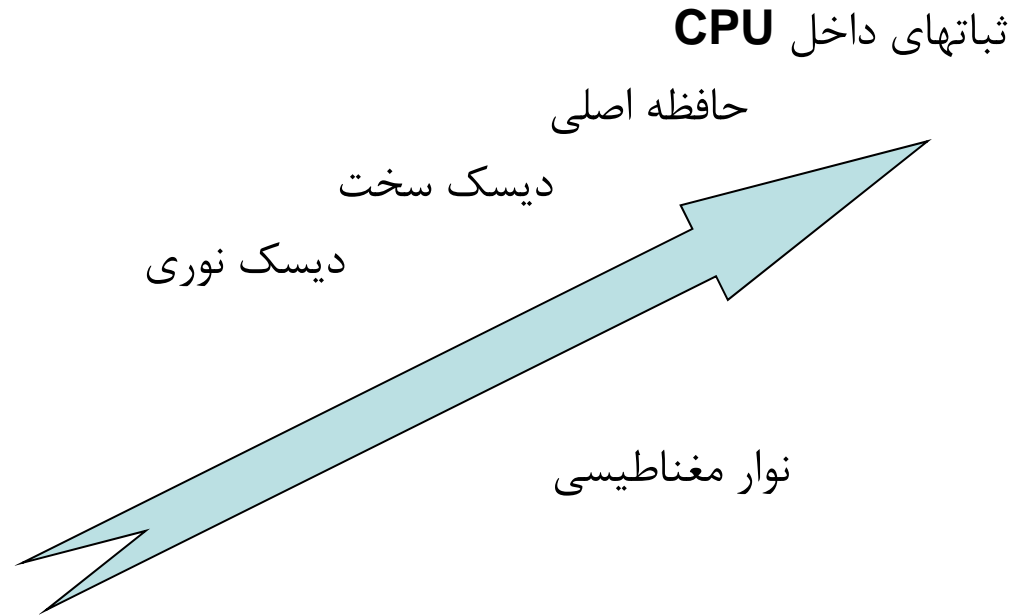 ثباتهای داخل CPU
حافظه اصلی
دیسک سخت
دیسک نوری
نوار مغناطیسی